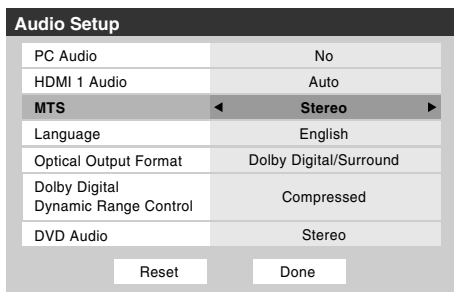 Audio Setup
PC Audio No
HDMI 1 Audio Auto
MTS Stereo
Language English
Optical Output Format Dolby Digital/Surround
Dolby Digital
Dynamic Range Control Compressed
DVD Audio Stereo
Reset Done